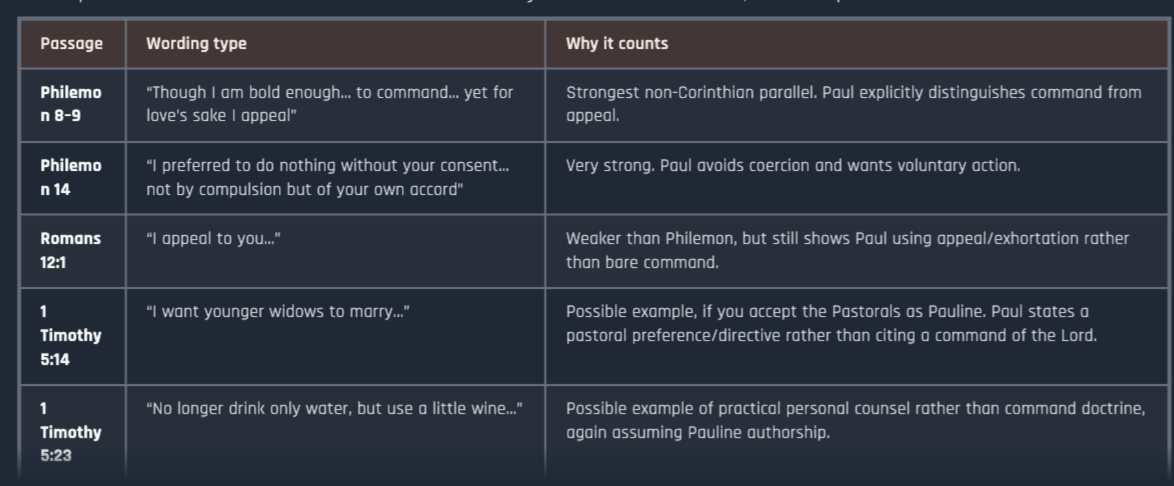 Passage Wording type Why it counts
Philemo “Though I am bold enough... to command... yet for Strongest non-Corinthian parallel. Paul explicitly distinguishes command from
n 8-9 love's sake I appeal” appeal.
Philemo “I preferred to do nothing without your consent... Very strong. Paul avoids coercion and wants voluntary action.
n 14 not by compulsion but of your own accord”
Romans “I appeal to you...” Weaker than Philemon, but still shows Paul using appeal/exhortation rather
12:1 than bare command.
1 “I want younger widows to marry...” Possible example, if you accept the Pastorals as Pauline. Paul states a
Timothy pastoral preference/directive rather than citing a command of the Lord.
5:14
1 “No longer drink only water, but use a little wine...” Possible example of practical personal counsel rather than command doctrine,
Timothy again assuming Pauline authorship.
5:23